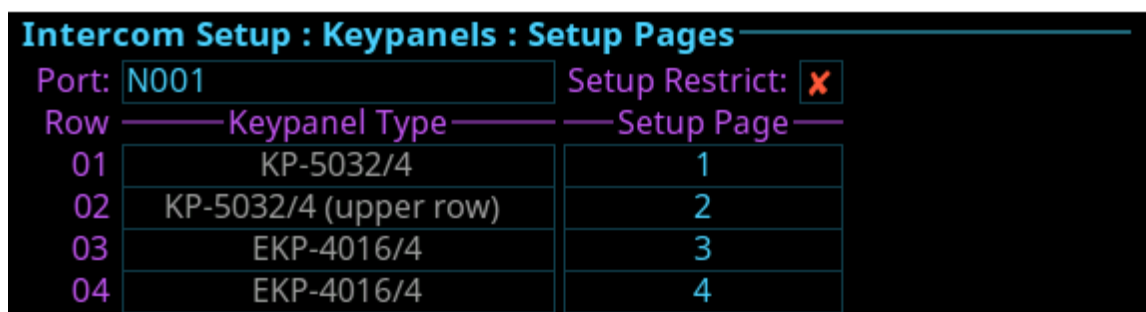 Intercom Setup : Keypanels : Setup Pages
Port: N001 Setup Restrict: ✘
Row Keypanel Type Setup Page
01 KP-5032/4 1
02 KP-5032/4 (upper row) 2
03 EKP-4016/4 3
04 EKP-4016/4 4